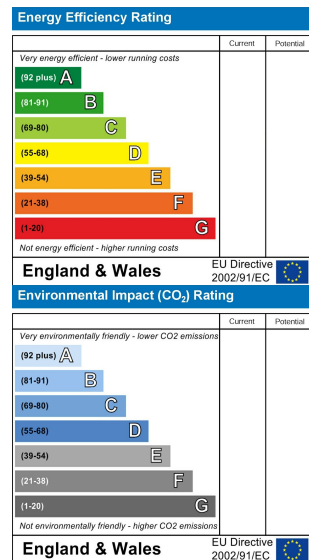 Energy Efficiency Rating
Current Potential
Very energy efficient - lower running costs
(92 plus) A
(81-91) B
(69-80) C
(55-68) D
(39-54) E
(21-38) F
(1-20) G
Not energy efficient - higher running costs
England & Wales
EU Directive
2002/91/EC
Environmental Impact (CO₂) Rating
Current Potential
Very environmentally friendly - lower CO2 emissions
(92 plus) A
(81-91) B
(69-80) C
(55-68) D
(39-54) E
(21-38) F
(1-20) G
Not environmentally friendly - higher CO2 emissions
England & Wales
EU Directive
2002/91/EC